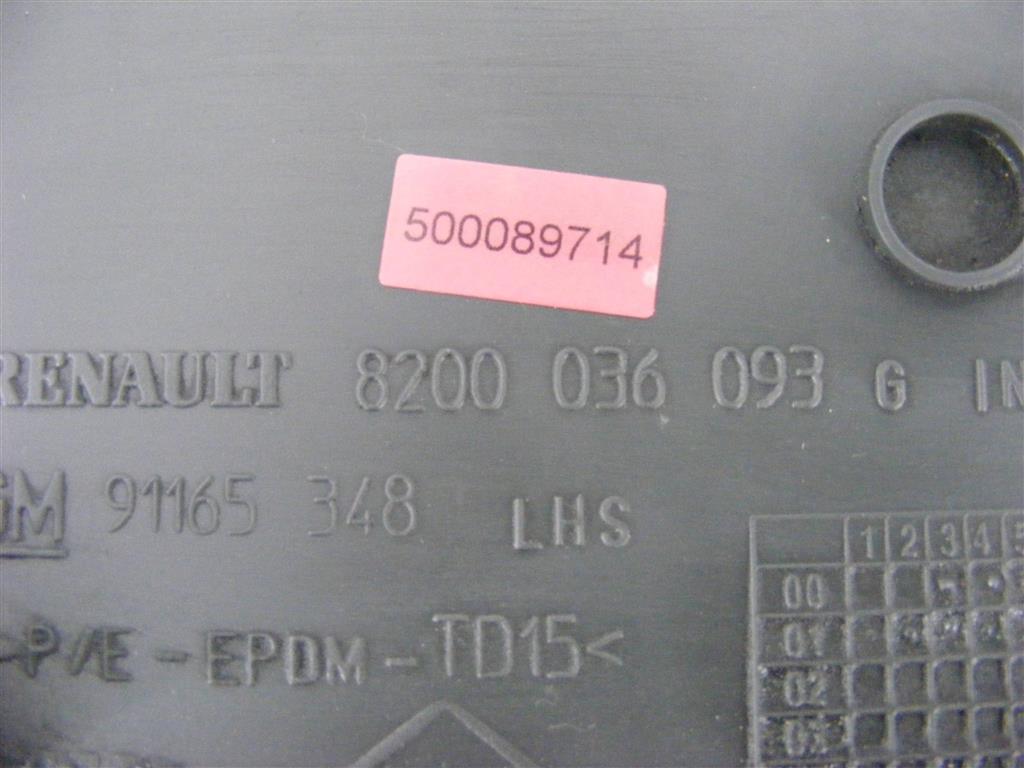 500089714
RENAULT 8200 036 093 G IN
GM 91165 348 LHS
P/E-EPDM-TD15<
1 2 3 4 5
00
01
02
03